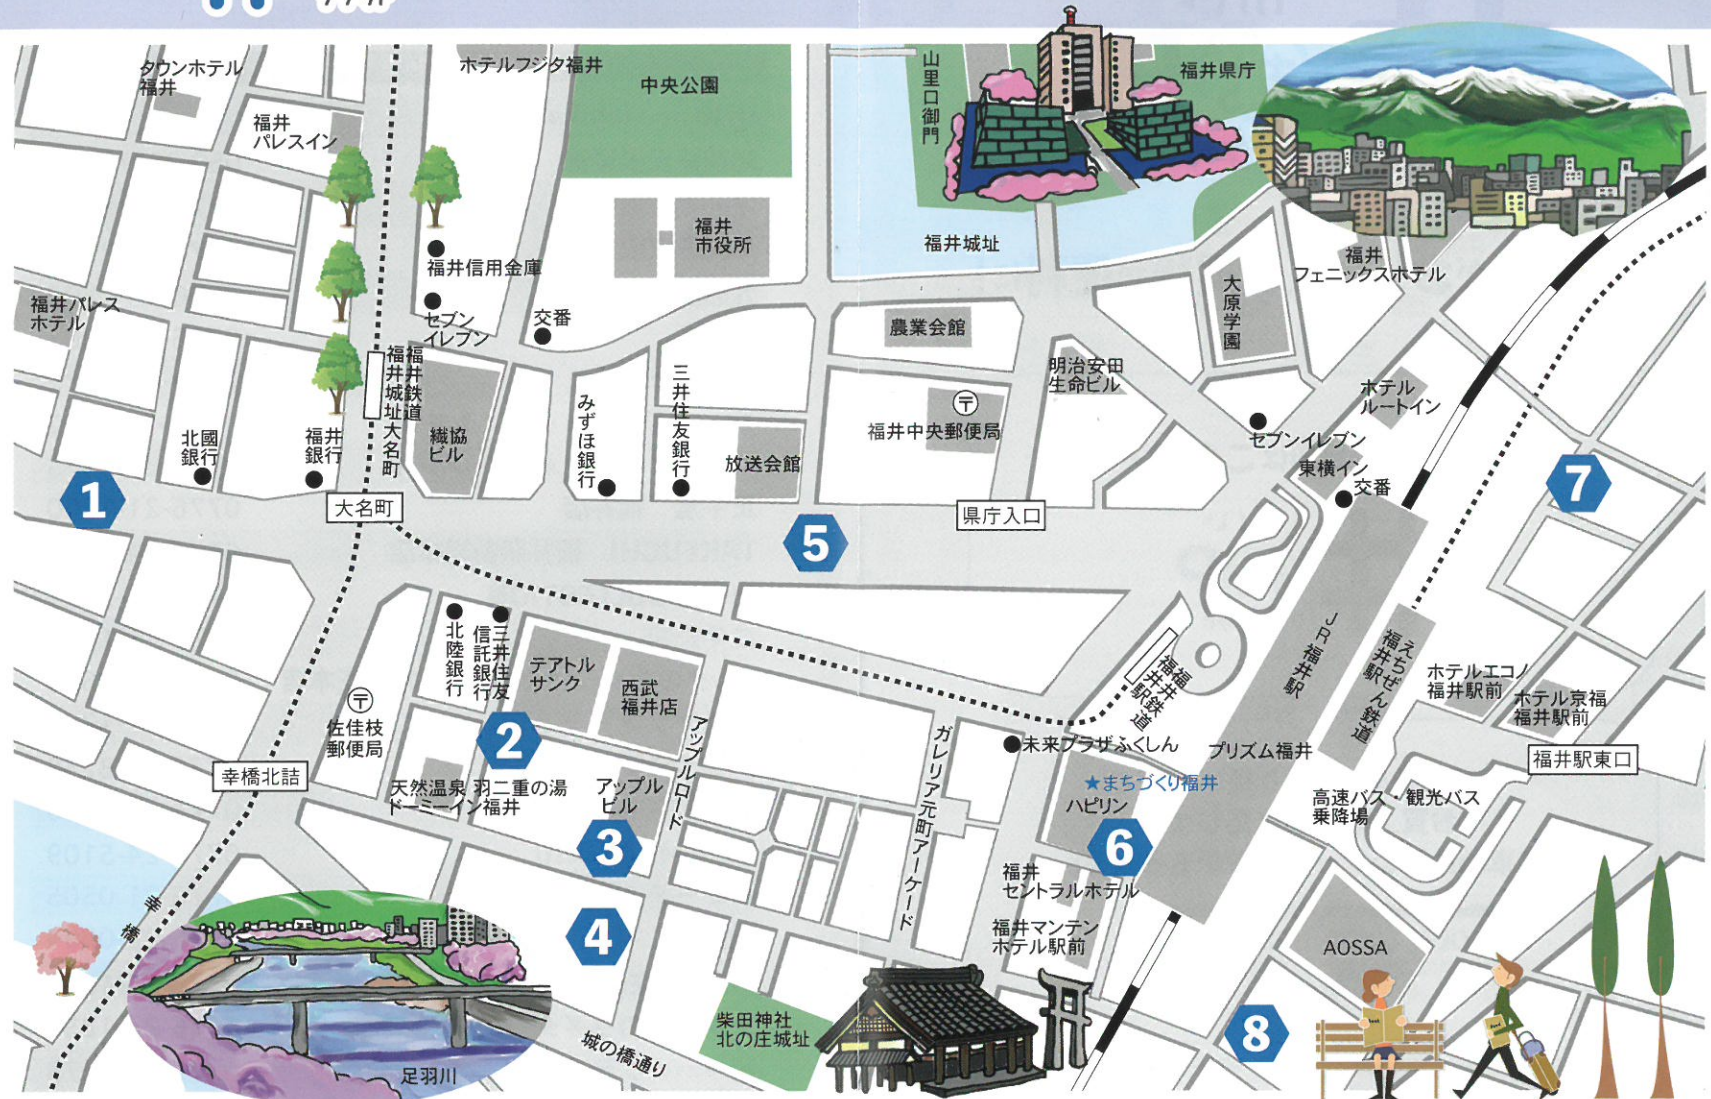 タウンホテル
福井
ホテルフジタ福井
中央公園
山里口御門
福井県庁
福井
パレスイン
福井
市役所
福井城址
福井信用金庫
福井
フェニックスホテル
大原学園
福井パレス
ホテル
セブン
イレブン
交番
農業会館
明治安田
生命ビル
福井鉄道
福井城址大名町
ホテル
ルートイン
三井住友銀行
みずほ銀行
〒
福井中央郵便局
北國
銀行
福井
銀行
繊協
ビル
放送会館
セブンイレブン
東横イン
交番
1
大名町
県庁入口
7
5
北陸銀行
三井住友
信託銀行
テアトル
サンク
西武
福井店
JR福井駅
えちぜん鉄道
福井駅
福井鉄道
福井駅
ホテルエコノ
福井駅前
ホテル京福
福井駅前
〒
佐佳枝
郵便局
2
アップルロード
ガレリア元町アーケード
未来プラザふくしん
プリズム福井
福井駅東口
幸橋北詰
天然温泉 羽二重の湯
ドーミーイン福井
アップル
ビル
★まちづくり福井
ハピリン
高速バス・観光バス
乗降場
3
6
福井
セントラルホテル
幸橋
4
福井マンテン
ホテル駅前
AOSSA
柴田神社
北の庄城址
8
城の橋通り
足羽川